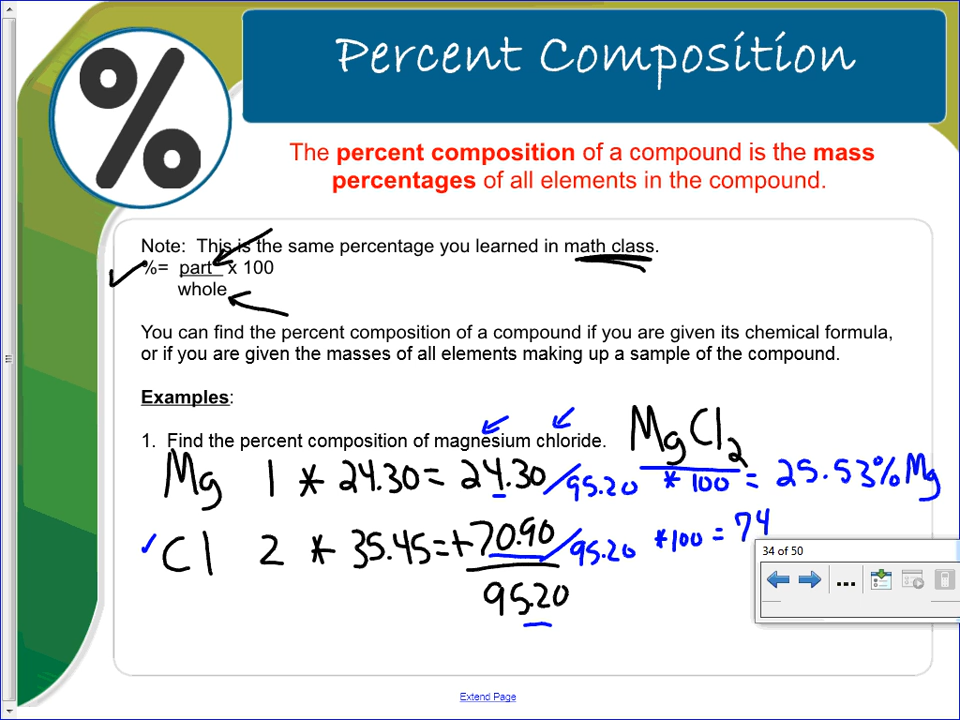 %
Percent Composition
The percent composition of a compound is the mass
percentages of all elements in the compound.
Note: This is the same percentage you learned in math class.
%= part x 100
whole
You can find the percent composition of a compound if you are given its chemical formula,
or if you are given the masses of all elements making up a sample of the compound.
Examples:
1. Find the percent composition of magnesium chloride. MgCl2
Mg 1 * 24.30 = 24.30 /95.20 * 100 = 25.53% Mg
Cl 2 * 35.45 = +70.90 /95.20 *100 = 74
95.20
34 of 50
...
Extend Page